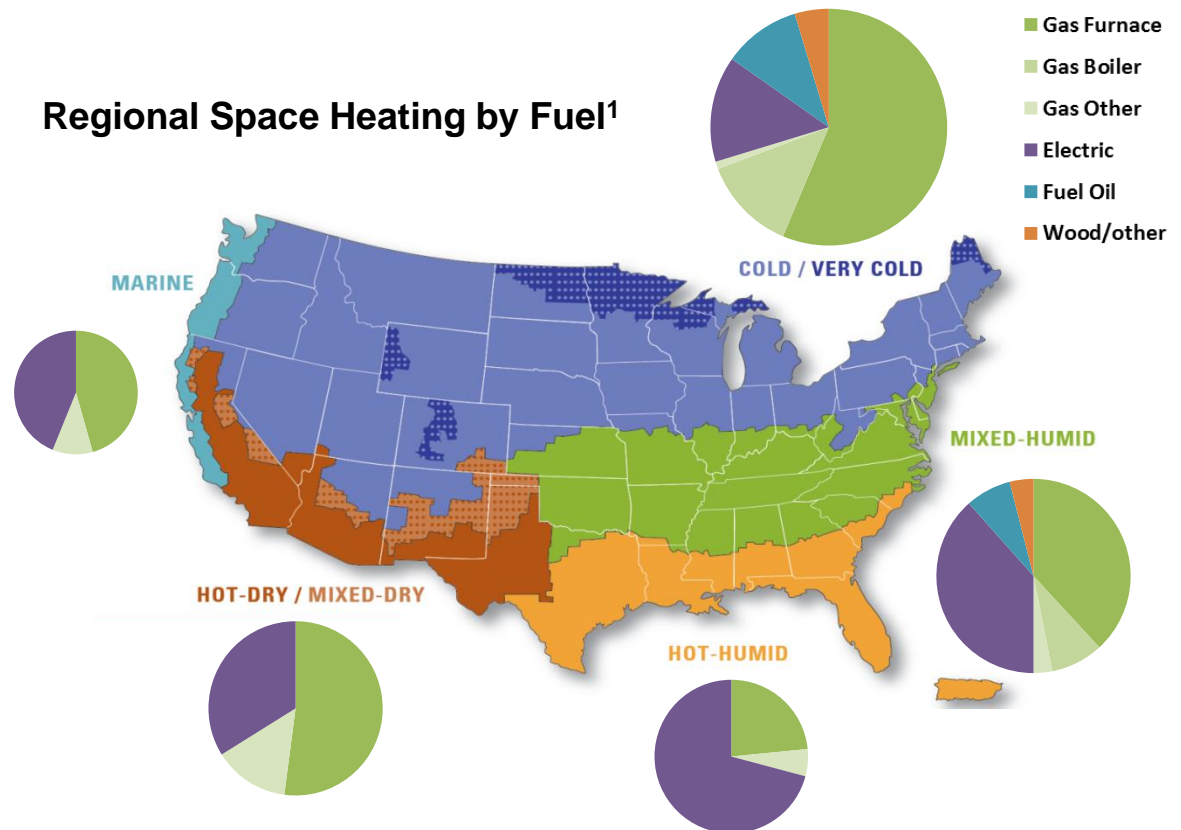 Regional Space Heating by Fuel¹
Gas Furnace
Gas Boiler
Gas Other
Electric
Fuel Oil
Wood/other
COLD / VERY COLD
MARINE
MIXED-HUMID
HOT-DRY / MIXED-DRY
HOT-HUMID